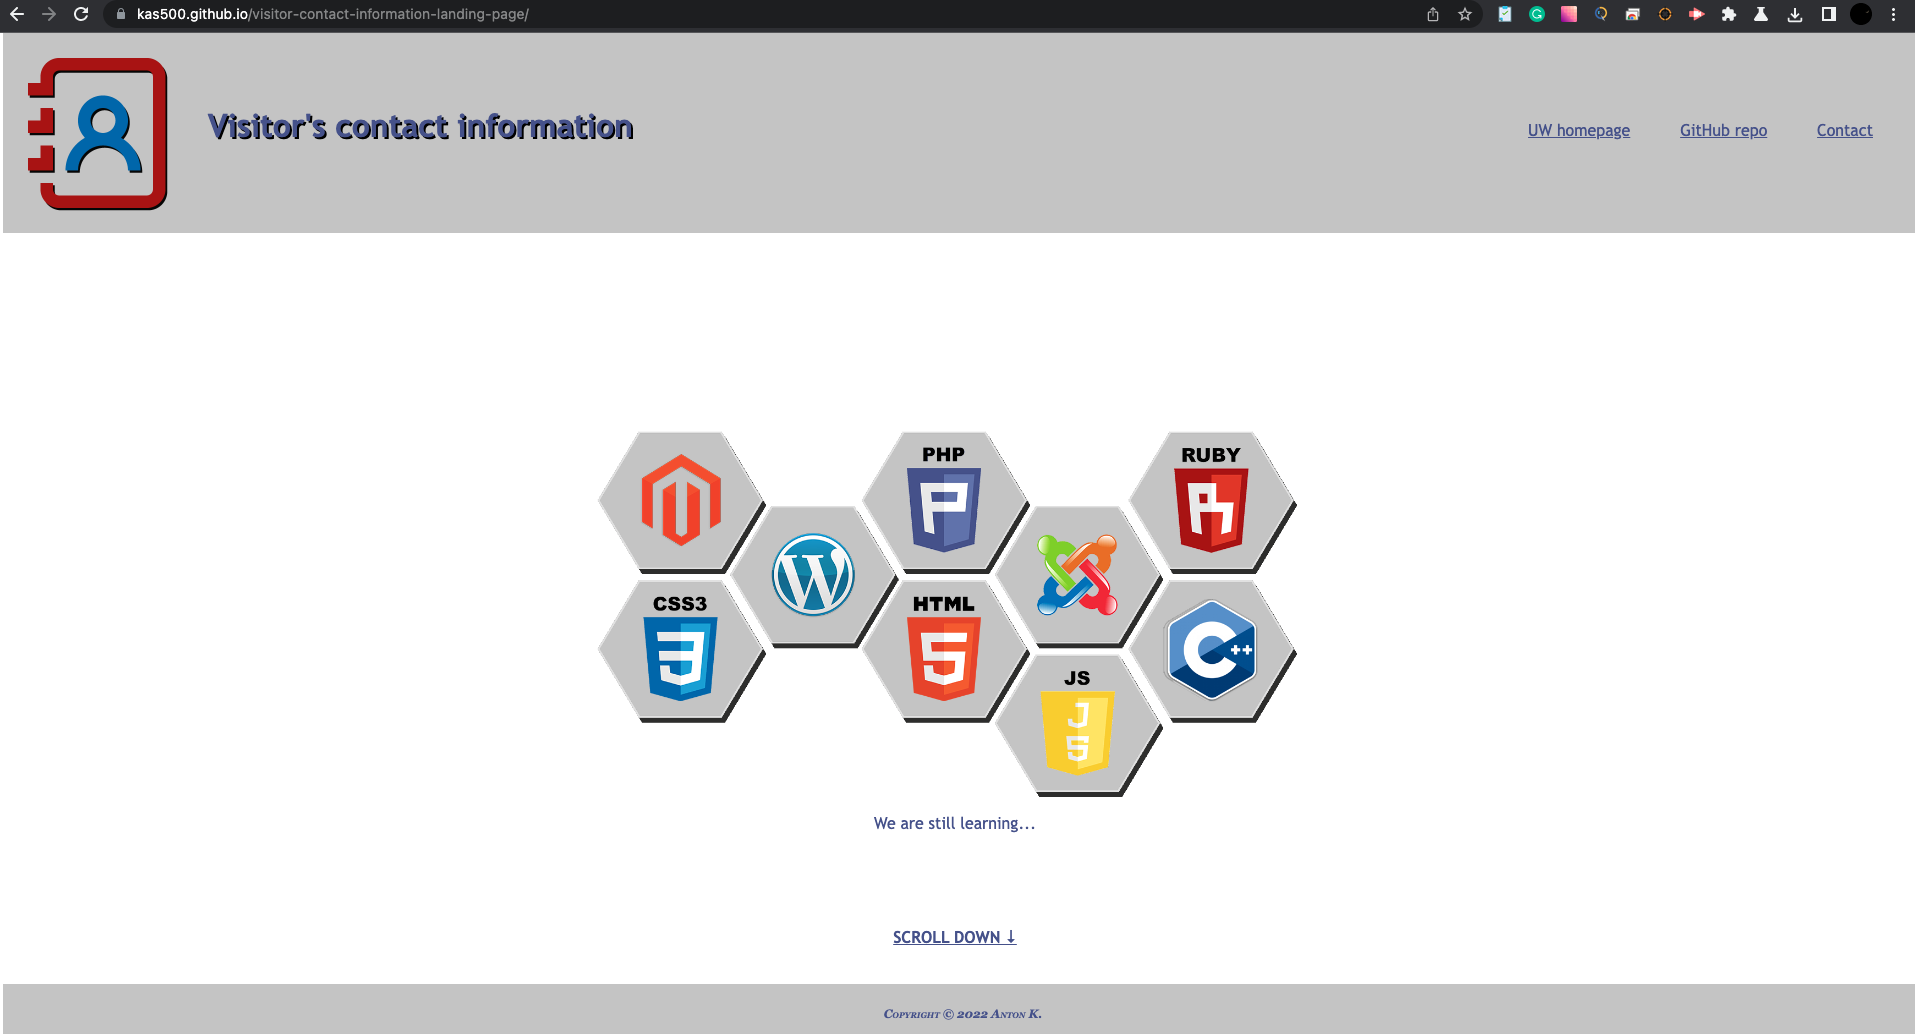 kas500.github.io/visitor-contact-information-landing-page/
Visitor's contact information
UW homepage
GitHub repo
Contact
PHP
RUBY
CSS3
HTML
JS
JS
C++
We are still learning...
SCROLL DOWN ↓
Copyright © 2022 Anton K.